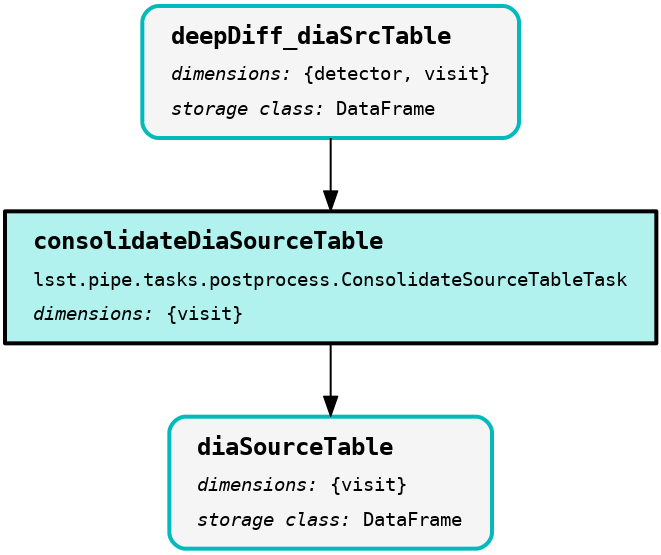 deepDiff_diaSrcTable
dimensions: {detector, visit}
storage class: DataFrame
consolidateDiaSourceTable
lsst.pipe.tasks.postprocess.ConsolidateSourceTableTask
dimensions: {visit}
diaSourceTable
dimensions: {visit}
storage class: DataFrame